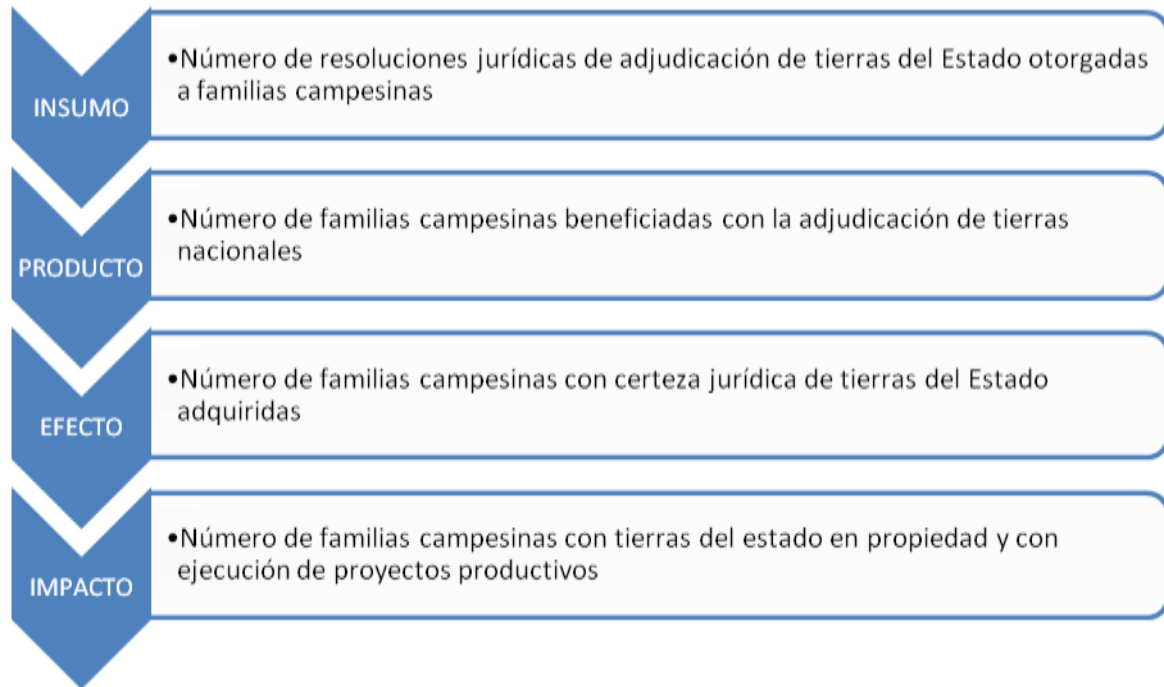 INSUMO
•Número de resoluciones jurídicas de adjudicación de tierras del Estado otorgadas
a familias campesinas
PRODUCTO
•Número de familias campesinas beneficiadas con la adjudicación de tierras
nacionales
EFECTO
•Número de familias campesinas con certeza jurídica de tierras del Estado
adquiridas
IMPACTO
•Número de familias campesinas con tierras del estado en propiedad y con
ejecución de proyectos productivos